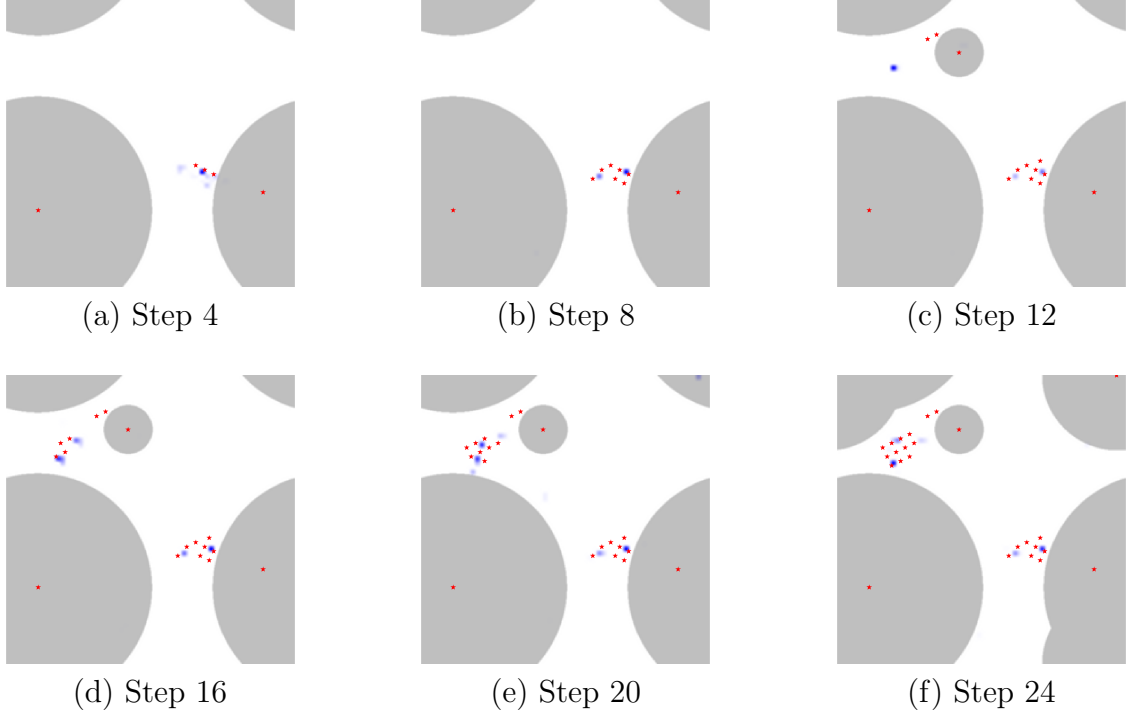 (a) Step 4
(b) Step 8
(c) Step 12
(d) Step 16
(e) Step 20
(f) Step 24